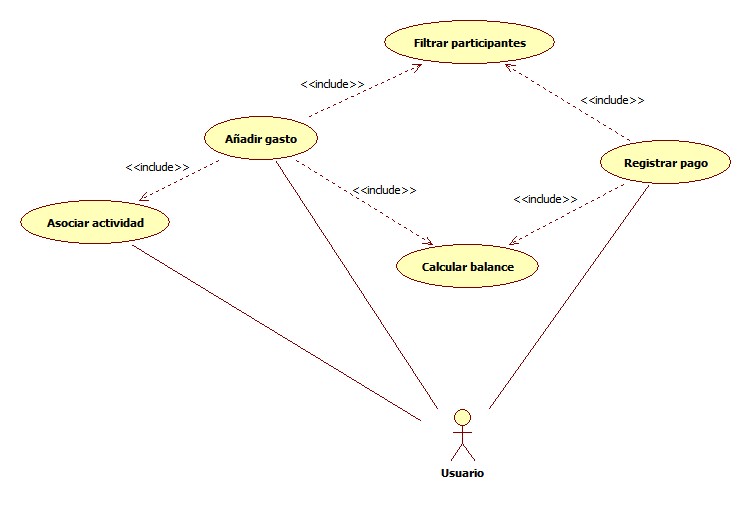 Filtrar participantes
<<include>>
<<include>>
Añadir gasto
Registrar pago
<<include>>
<<include>>
<<include>>
Asociar actividad
Calcular balance
Usuario